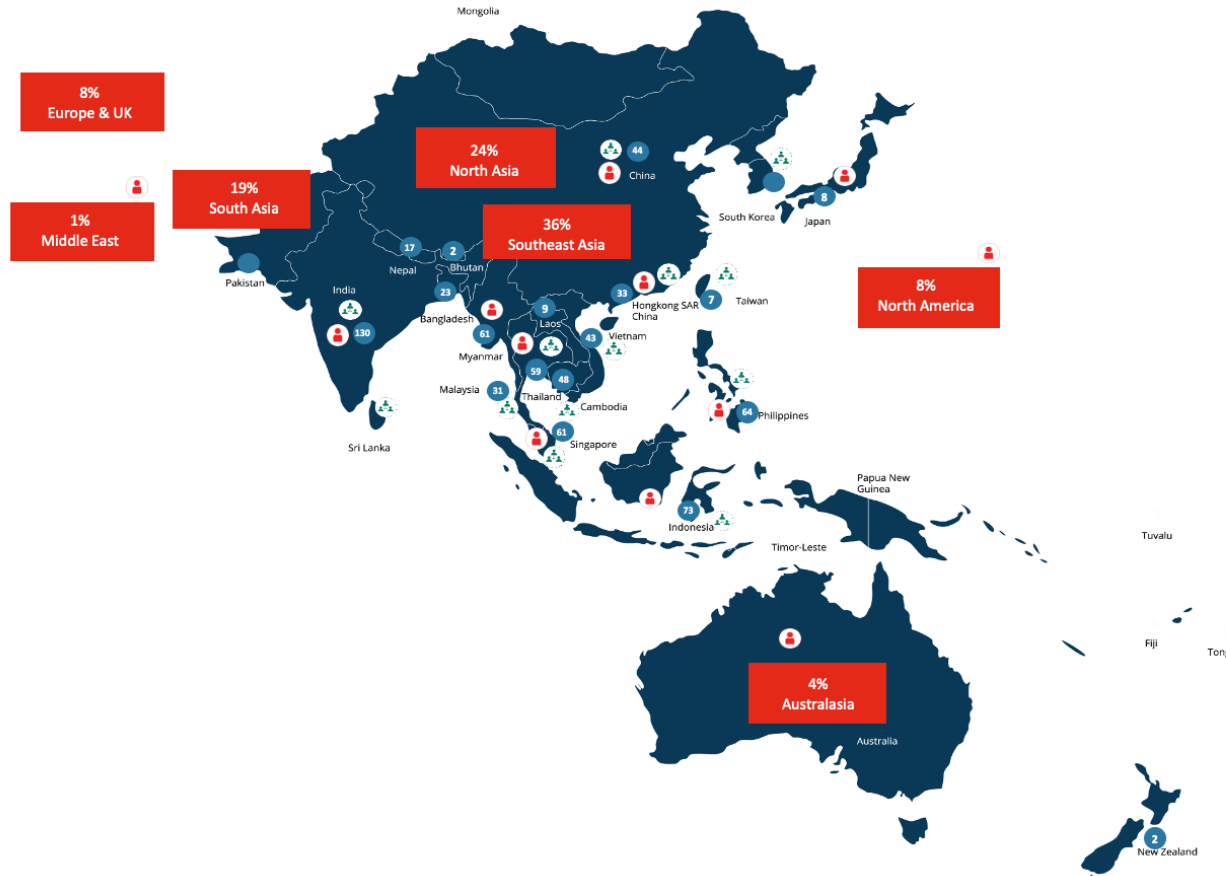 Mongolia
8%
Europe & UK
24%
North Asia
44
China
19%
South Asia
1%
Middle East
36%
Southeast Asia
South Korea
8
Japan
17
Nepal
2
Bhutan
Pakistan
India
130
23
Bangladesh
61
Myanmar
9
Laos
33
Hongkong SAR
China
7
Taiwan
8%
North America
43
Vietnam
59
Thailand
48
Cambodia
31
Malaysia
61
Singapore
64
Philippines
Sri Lanka
73
Indonesia
Papua New
Guinea
Timor-Leste
Tuvalu
Fiji
Tong
4%
Australasia
Australia
2
New Zealand